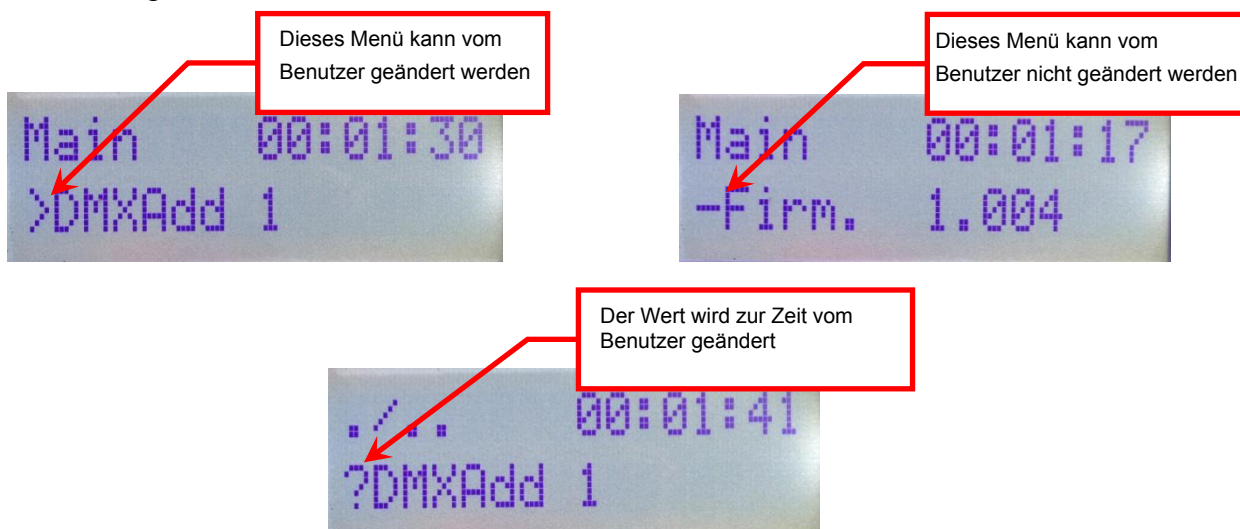 Dieses Menü kann vom
Benutzer geändert werden
Main 00:01:30
>DMXAdd 1
Dieses Menü kann vom
Benutzer nicht geändert werden
Main 00:01:17
-Firm. 1.004
Der Wert wird zur Zeit vom
Benutzer geändert
./.. 00:01:41
?DMXAdd 1